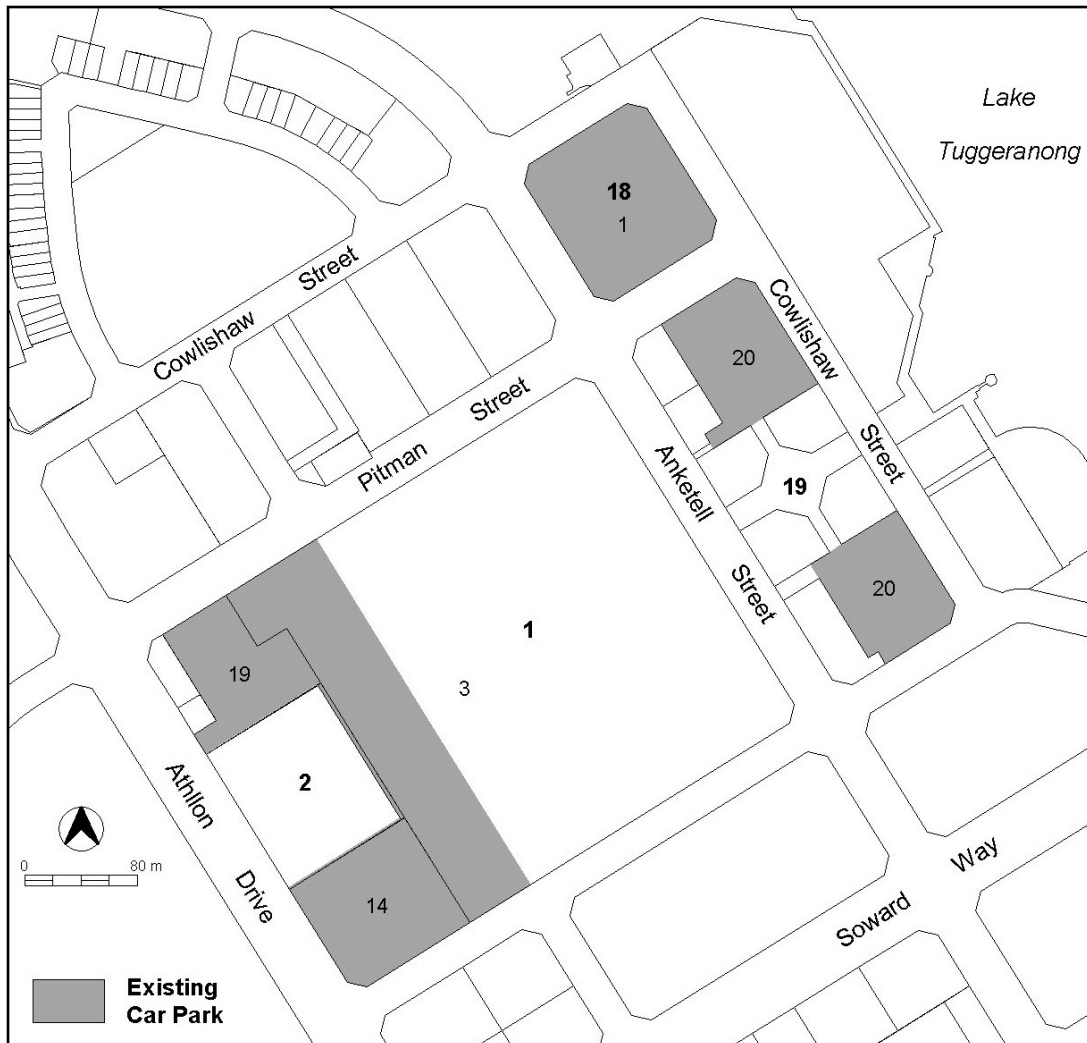 Lake
Tuggeranong
18
1
Cowlishaw
Street
Cowlishaw
Street
20
Pitman
Street
Anketell
Street
19
20
1
3
19
2
14
Athllon
Drive
Soward
Way
0
80 m
Existing
Car Park